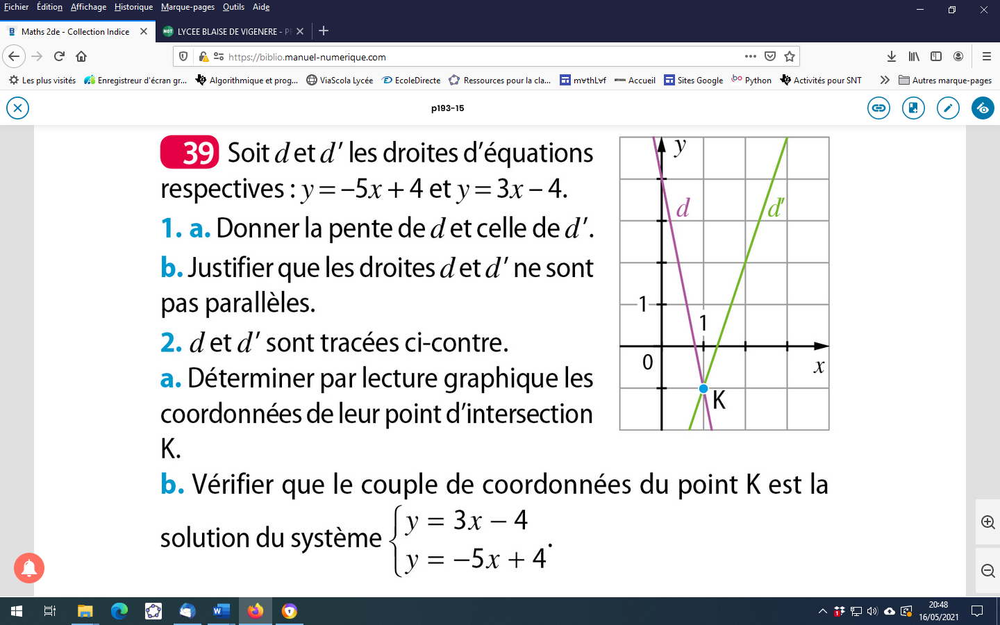 Fichier Édition Affichage Historique Marque-pages Outils Aide
Maths 2de - Collection Indice
LYCEE BLAISE DE VIGENERE - P
https://biblio.manuel-numerique.com
Les plus visités Enregistreur d'écran gr... Algorithmique et prog... ViaScola Lycée EcoleDirecte Ressources pour la cla... m∀thL∀f Accueil Sites Google Python Activités pour SNT Autres marque-pages
p193-15
39 Soit d et d′ les droites d'équations
respectives : y = –5x + 4 et y = 3x – 4.
1. a. Donner la pente de d et celle de d′.
b. Justifier que les droites d et d′ ne sont
pas parallèles.
2. d et d′ sont tracées ci-contre.
a. Déterminer par lecture graphique les
coordonnées de leur point d'intersection
K.
b. Vérifier que le couple de coordonnées du point K est la
solution du système { y = 3x − 4
y = −5x + 4 .
y
d
d′
1
1
0
x
K
20:48
16/05/2021